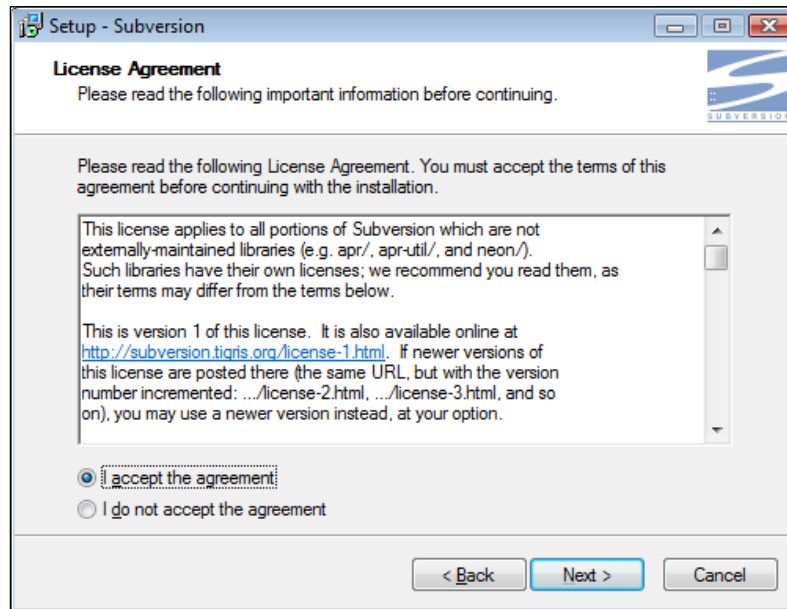 Setup - Subversion
License Agreement
Please read the following important information before continuing.
SUBVERSION
Please read the following License Agreement. You must accept the terms of this
agreement before continuing with the installation.
This license applies to all portions of Subversion which are not
externally-maintained libraries (e.g. apr/, apr-util/, and neon/).
Such libraries have their own licenses; we recommend you read them, as
their terms may differ from the terms below.
This is version 1 of this license.  It is also available online at
http://subversion.tigris.org/license-1.html.  If newer versions of
this license are posted there (the same URL, but with the version
number incremented: .../license-2.html, .../license-3.html, and so
on), you may use a newer version instead, at your option.
I accept the agreement
I do not accept the agreement
< Back
Next >
Cancel